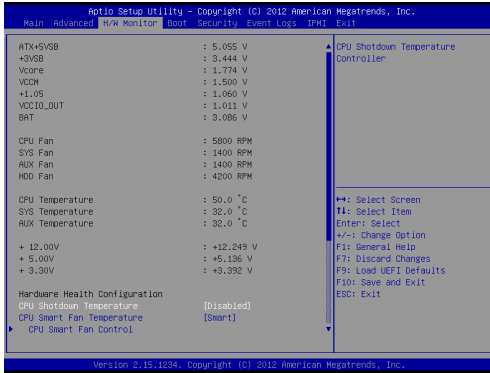 Aptio Setup Utility – Copyright (C) 2012 American Megatrends, Inc.
Main Advanced H/W Monitor Boot Security Event Logs IPMI Exit
ATX+5VSB : 5.055 V
+3VSB : 3.444 V
Vcore : 1.774 V
VCCM : 1.500 V
+1.05 : 1.060 V
VCCIO_OUT : 1.011 V
BAT : 3.086 V
CPU Fan : 5800 RPM
SYS Fan : 1400 RPM
AUX Fan : 1400 RPM
HDD Fan : 4200 RPM
CPU Temperature : 50.0 °C
SYS Temperature : 32.0 °C
AUX Temperature : 32.0 °C
+ 12.00V : +12.249 V
+ 5.00V : +5.136 V
+ 3.30V : +3.392 V
Hardware Health Configuration
CPU Shotdown Temperature [Disabled]
CPU Smart Fan Temperature [Smart]
CPU Smart Fan Control
CPU Shotdown Temperature
Controller
↔: Select Screen
↑↓: Select Item
Enter: Select
+/-: Change Option
F1: General Help
F7: Discard Changes
F9: Load UEFI Defaults
F10: Save and Exit
ESC: Exit
Version 2.15.1234. Copyright (C) 2012 American Megatrends, Inc.